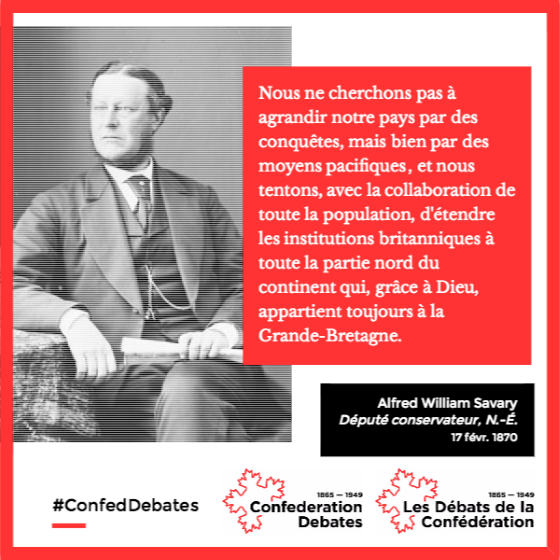 Nous ne cherchons pas à
agrandir notre pays par des
conquêtes, mais bien par des
moyens pacifiques, et nous
tentons, avec la collaboration de
toute la population, d'étendre
les institutions britanniques à
toute la partie nord du
continent qui, grâce à Dieu,
appartient toujours à la
Grande-Bretagne.
Alfred William Savary
Député conservateur, N.-É.
17 févr. 1870
#ConfedDebates
1865 — 1949
Confederation
Debates
1865 — 1949
Les Débats de la
Confédération